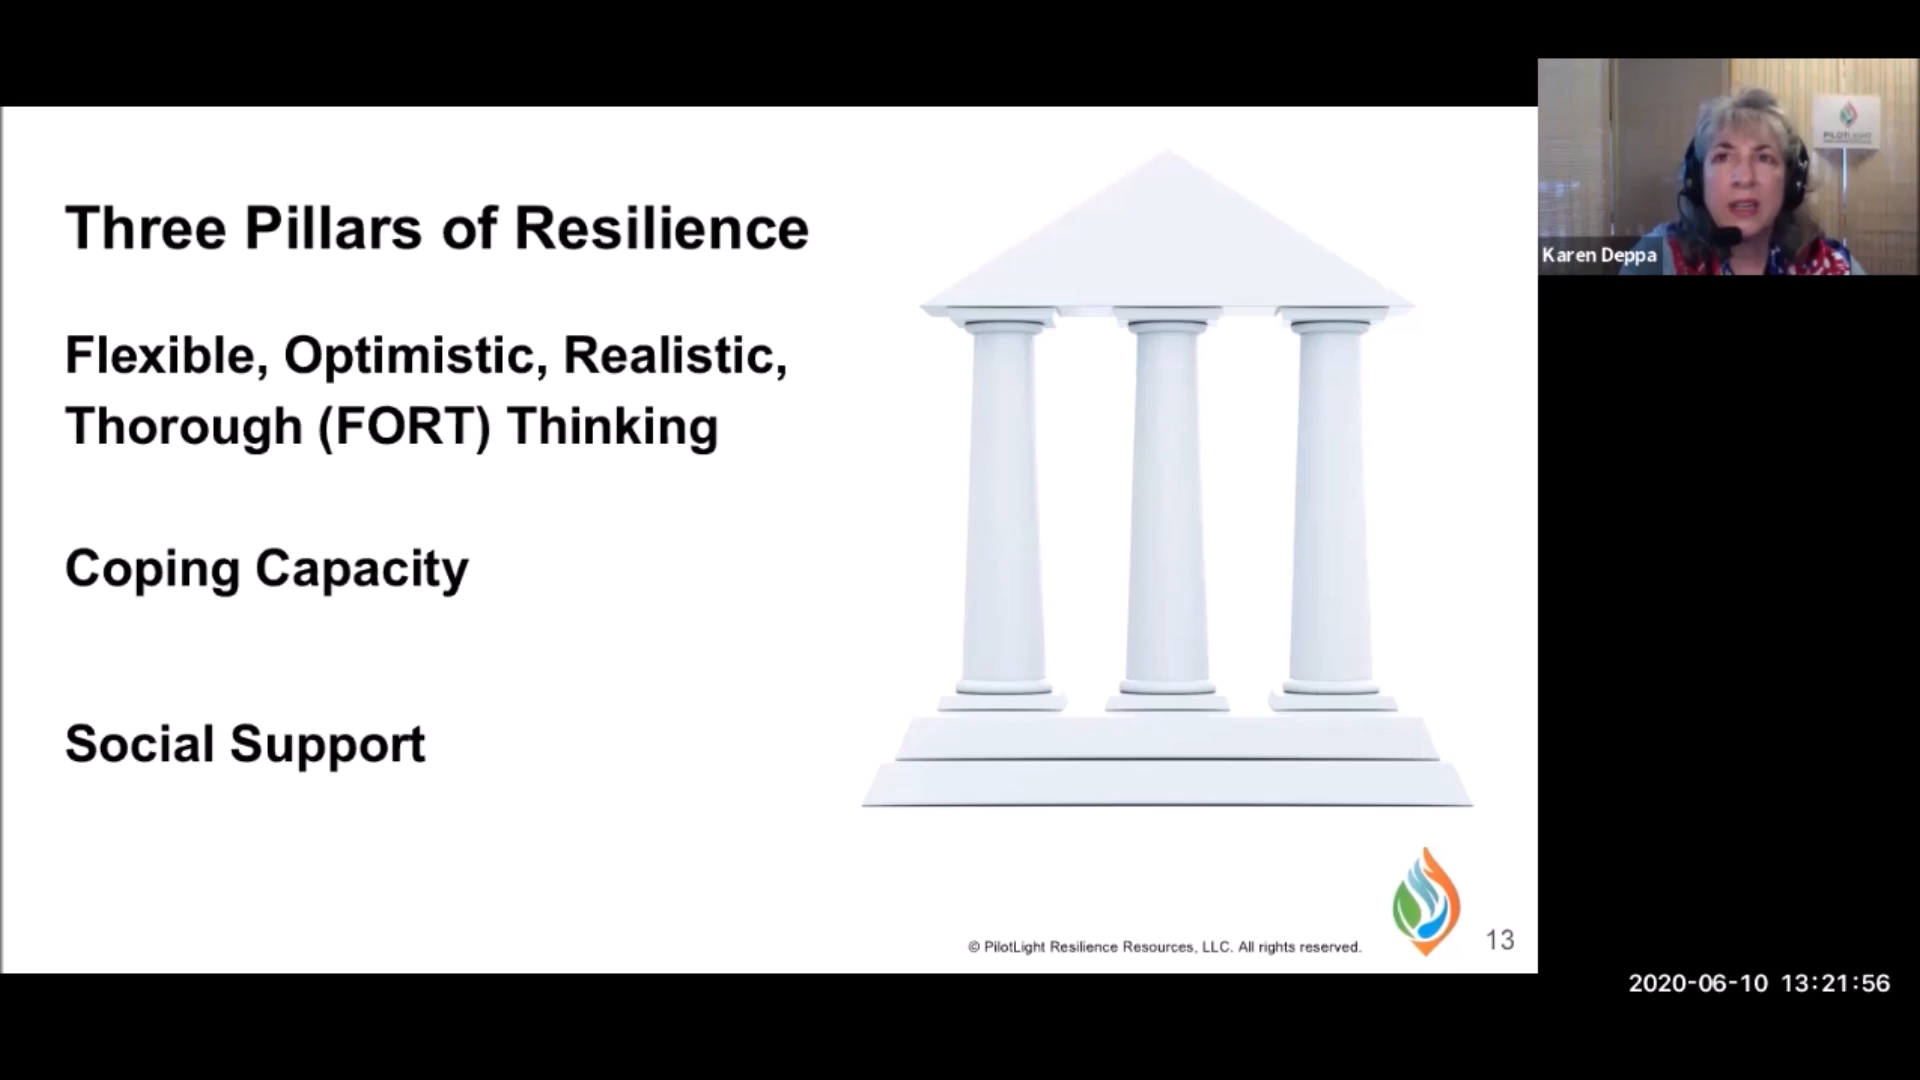 Three Pillars of Resilience
Flexible, Optimistic, Realistic,
Thorough (FORT) Thinking
Coping Capacity
Social Support
© PilotLight Resilience Resources, LLC. All rights reserved.
13
PILOTLIGHT
Karen Deppa
2020-06-10 13:21:56